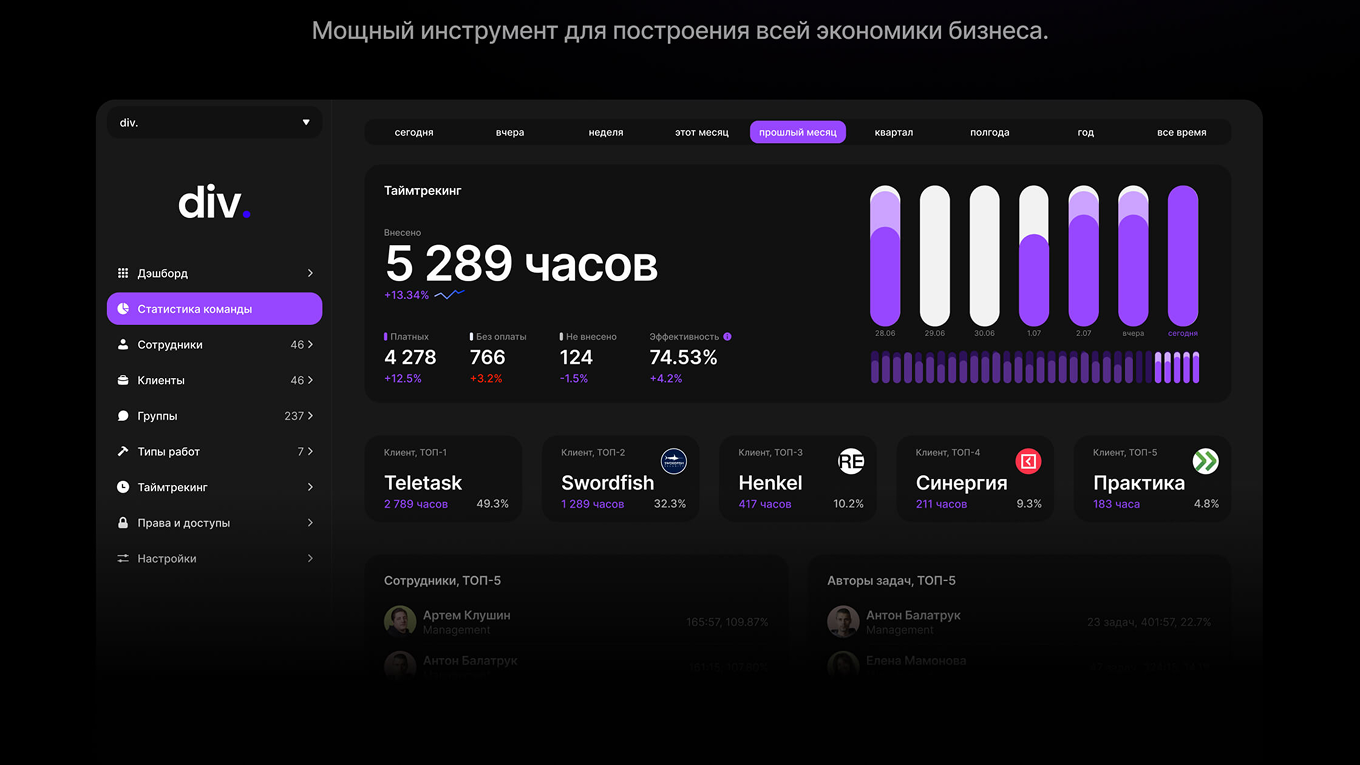 Мощный инструмент для построения всей экономики бизнеса.
div.
div.
Дэшборд
Статистика команды
Сотрудники 46
Клиенты 46
Группы 237
Типы работ 7
Таймтрекинг
Права и доступы
Настройки
сегодня вчера неделя этот месяц прошлый месяц квартал полгода год все время
Таймтрекинг
Внесено
5 289 часов
+13.34%
Платных Без оплаты Не внесено Эффективность
4 278 766 124 74.53%
+12.5% +3.2% -1.5% +4.2%
28.06 29.06 30.06 1.07 2.07 вчера сегодня
Клиент, ТОП-1
Teletask
2 789 часов 49.3%
Клиент, ТОП-2
Swordfish
1 289 часов 32.3%
Клиент, ТОП-3
RE
Henkel
417 часов 10.2%
Клиент, ТОП-4
Синергия
211 часов 9.3%
Клиент, ТОП-5
Практика
183 часа 4.8%
Сотрудники, ТОП-5
Артем Клушин
Management
165:57, 109.87%
Антон Балатрук
Авторы задач, ТОП-5
Антон Балатрук
Management
23 задач, 401:57, 22.7%
Елена Мамонова